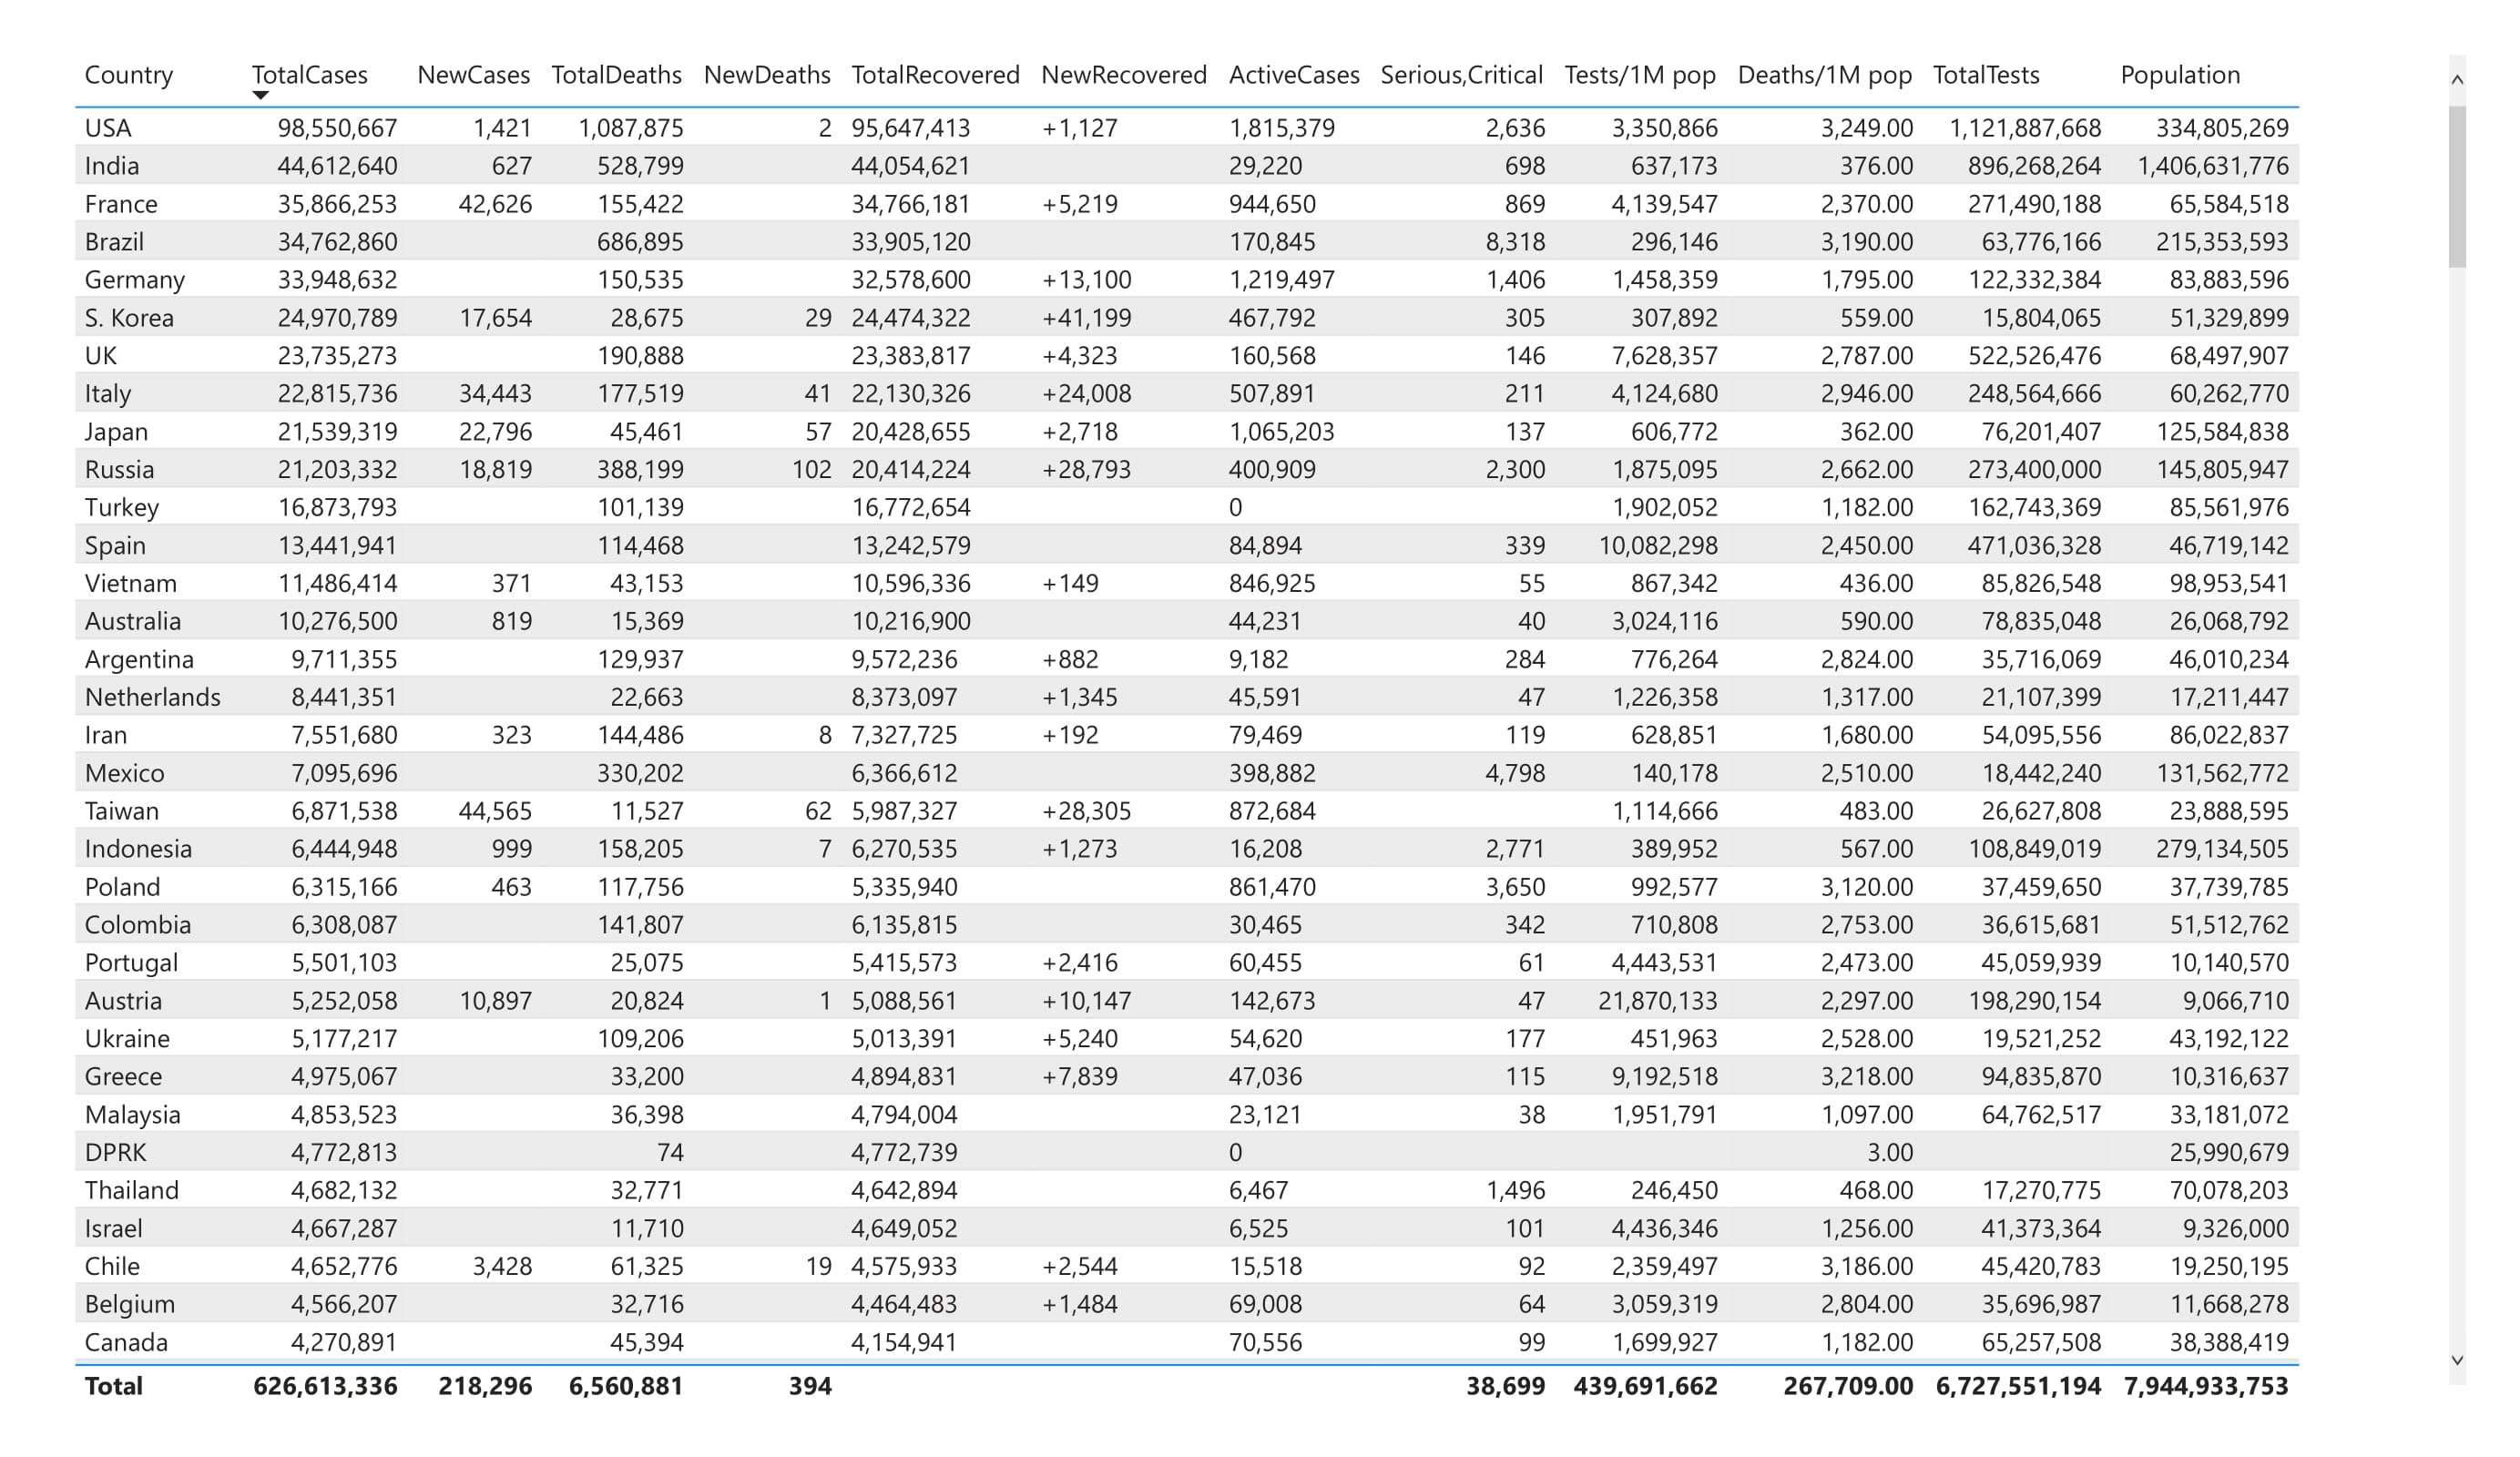 Country TotalCases NewCases TotalDeaths NewDeaths TotalRecovered NewRecovered ActiveCases Serious,Critical Tests/1M pop Deaths/1M pop TotalTests Population
USA 98,550,667 1,421 1,087,875 2 95,647,413 +1,127 1,815,379 2,636 3,350,866 3,249.00 1,121,887,668 334,805,269
India 44,612,640 627 528,799 44,054,621 29,220 698 637,173 376.00 896,268,264 1,406,631,776
France 35,866,253 42,626 155,422 34,766,181 +5,219 944,650 869 4,139,547 2,370.00 271,490,188 65,584,518
Brazil 34,762,860 686,895 33,905,120 170,845 8,318 296,146 3,190.00 63,776,166 215,353,593
Germany 33,948,632 150,535 32,578,600 +13,100 1,219,497 1,406 1,458,359 1,795.00 122,332,384 83,883,596
S. Korea 24,970,789 17,654 28,675 29 24,474,322 +41,199 467,792 305 307,892 559.00 15,804,065 51,329,899
UK 23,735,273 190,888 23,383,817 +4,323 160,568 146 7,628,357 2,787.00 522,526,476 68,497,907
Italy 22,815,736 34,443 177,519 41 22,130,326 +24,008 507,891 211 4,124,680 2,946.00 248,564,666 60,262,770
Japan 21,539,319 22,796 45,461 57 20,428,655 +2,718 1,065,203 137 606,772 362.00 76,201,407 125,584,838
Russia 21,203,332 18,819 388,199 102 20,414,224 +28,793 400,909 2,300 1,875,095 2,662.00 273,400,000 145,805,947
Turkey 16,873,793 101,139 16,772,654 0 1,902,052 1,182.00 162,743,369 85,561,976
Spain 13,441,941 114,468 13,242,579 84,894 339 10,082,298 2,450.00 471,036,328 46,719,142
Vietnam 11,486,414 371 43,153 10,596,336 +149 846,925 55 867,342 436.00 85,826,548 98,953,541
Australia 10,276,500 819 15,369 10,216,900 44,231 40 3,024,116 590.00 78,835,048 26,068,792
Argentina 9,711,355 129,937 9,572,236 +882 9,182 284 776,264 2,824.00 35,716,069 46,010,234
Netherlands 8,441,351 22,663 8,373,097 +1,345 45,591 47 1,226,358 1,317.00 21,107,399 17,211,447
Iran 7,551,680 323 144,486 8 7,327,725 +192 79,469 119 628,851 1,680.00 54,095,556 86,022,837
Mexico 7,095,696 330,202 6,366,612 398,882 4,798 140,178 2,510.00 18,442,240 131,562,772
Taiwan 6,871,538 44,565 11,527 62 5,987,327 +28,305 872,684 1,114,666 483.00 26,627,808 23,888,595
Indonesia 6,444,948 999 158,205 7 6,270,535 +1,273 16,208 2,771 389,952 567.00 108,849,019 279,134,505
Poland 6,315,166 463 117,756 5,335,940 861,470 3,650 992,577 3,120.00 37,459,650 37,739,785
Colombia 6,308,087 141,807 6,135,815 30,465 342 710,808 2,753.00 36,615,681 51,512,762
Portugal 5,501,103 25,075 5,415,573 +2,416 60,455 61 4,443,531 2,473.00 45,059,939 10,140,570
Austria 5,252,058 10,897 20,824 1 5,088,561 +10,147 142,673 47 21,870,133 2,297.00 198,290,154 9,066,710
Ukraine 5,177,217 109,206 5,013,391 +5,240 54,620 177 451,963 2,528.00 19,521,252 43,192,122
Greece 4,975,067 33,200 4,894,831 +7,839 47,036 115 9,192,518 3,218.00 94,835,870 10,316,637
Malaysia 4,853,523 36,398 4,794,004 23,121 38 1,951,791 1,097.00 64,762,517 33,181,072
DPRK 4,772,813 74 4,772,739 0 3.00 25,990,679
Thailand 4,682,132 32,771 4,642,894 6,467 1,496 246,450 468.00 17,270,775 70,078,203
Israel 4,667,287 11,710 4,649,052 6,525 101 4,436,346 1,256.00 41,373,364 9,326,000
Chile 4,652,776 3,428 61,325 19 4,575,933 +2,544 15,518 92 2,359,497 3,186.00 45,420,783 19,250,195
Belgium 4,566,207 32,716 4,464,483 +1,484 69,008 64 3,059,319 2,804.00 35,696,987 11,668,278
Canada 4,270,891 45,394 4,154,941 70,556 99 1,699,927 1,182.00 65,257,508 38,388,419
Total 626,613,336 218,296 6,560,881 394 38,699 439,691,662 267,709.00 6,727,551,194 7,944,933,753